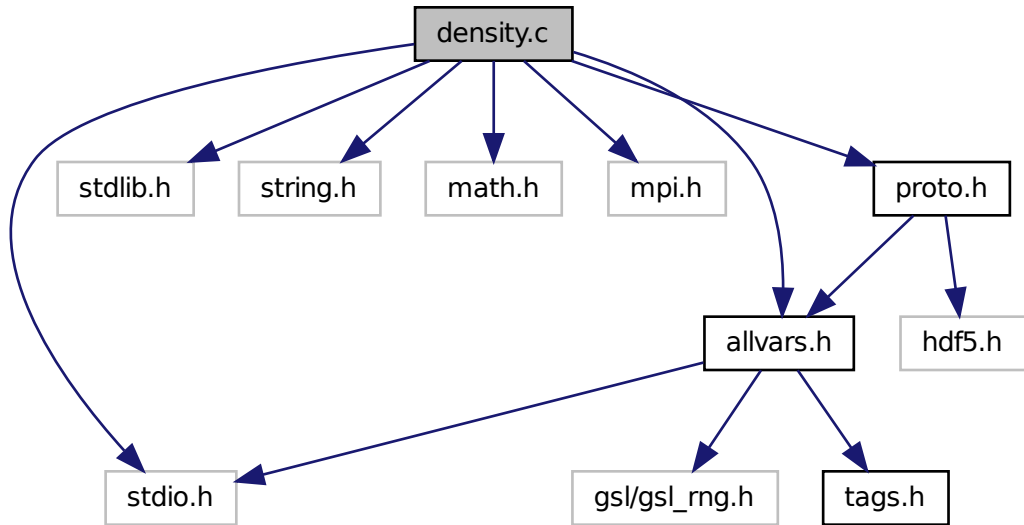 density.c
stdlib.h
string.h
math.h
mpi.h
proto.h
allvars.h
hdf5.h
stdio.h
gsl/gsl_rng.h
tags.h